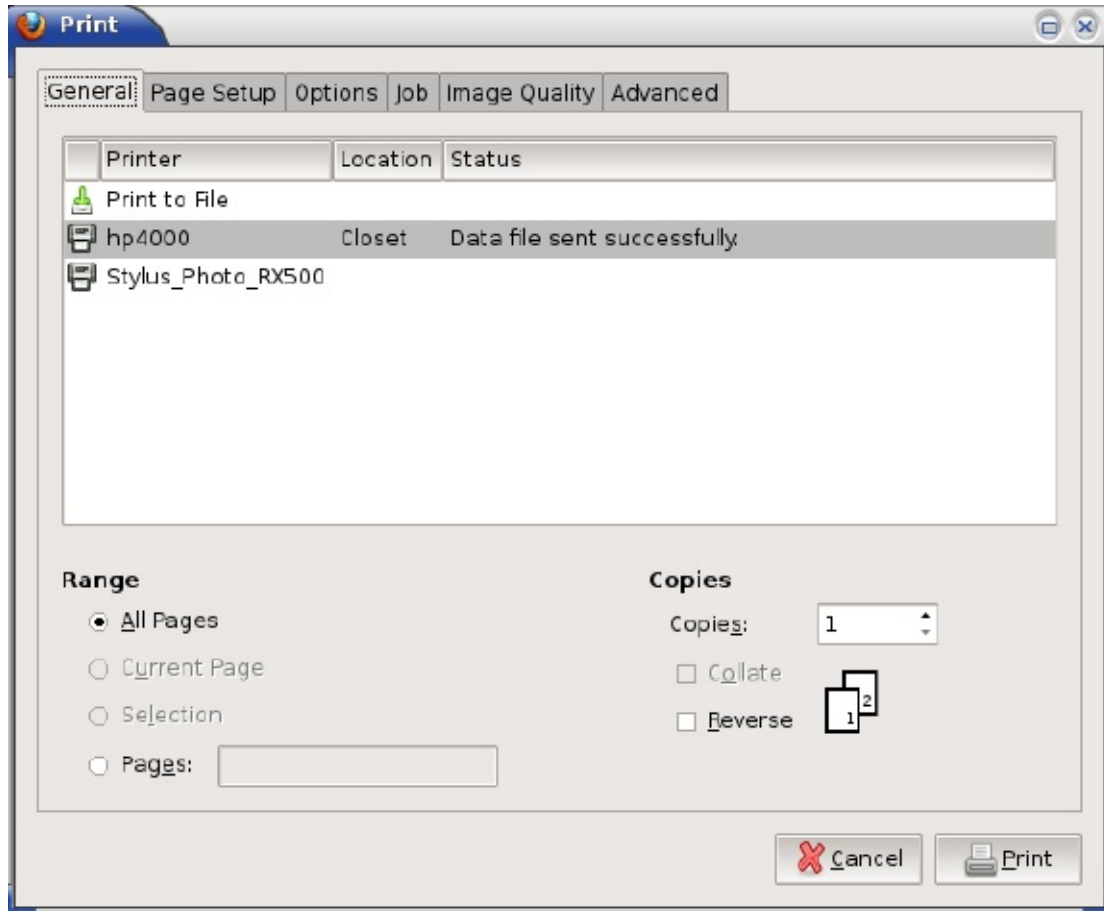 Print
General Page Setup Options Job Image Quality Advanced
Printer Location Status
Print to File
hp4000 Closet Data file sent successfully.
Stylus_Photo_RX500
Range Copies
All Pages Copies: 1
Current Page Collate
Selection Reverse
Pages:
1 2
Cancel Print